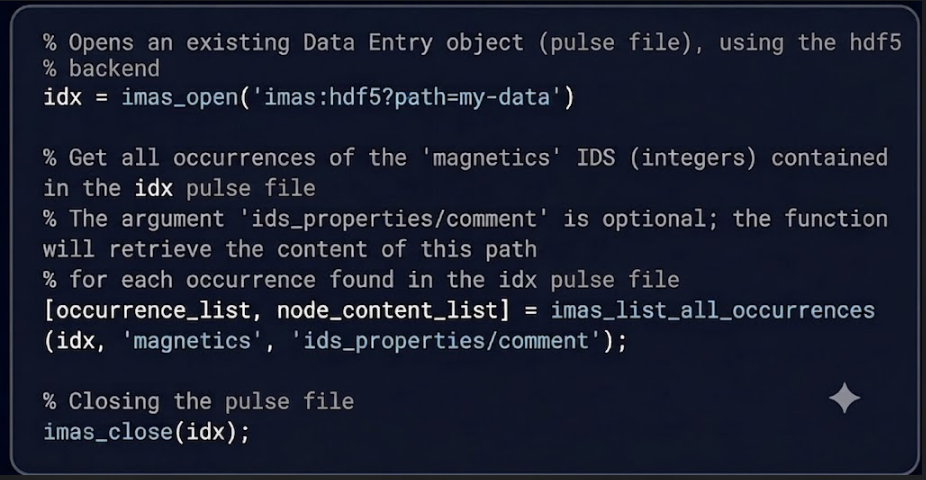 % Opens an existing Data Entry object (pulse file), using the hdf5
% backend
idx = imas_open('imas:hdf5?path=my-data')
% Get all occurrences of the 'magnetics' IDS (integers) contained
in the idx pulse file
% The argument 'ids_properties/comment' is optional; the function
will retrieve the content of this path
% for each occurrence found in the idx pulse file
[occurrence_list, node_content_list] = imas_list_all_occurrences
(idx, 'magnetics', 'ids_properties/comment');
% Closing the pulse file
imas_close(idx);